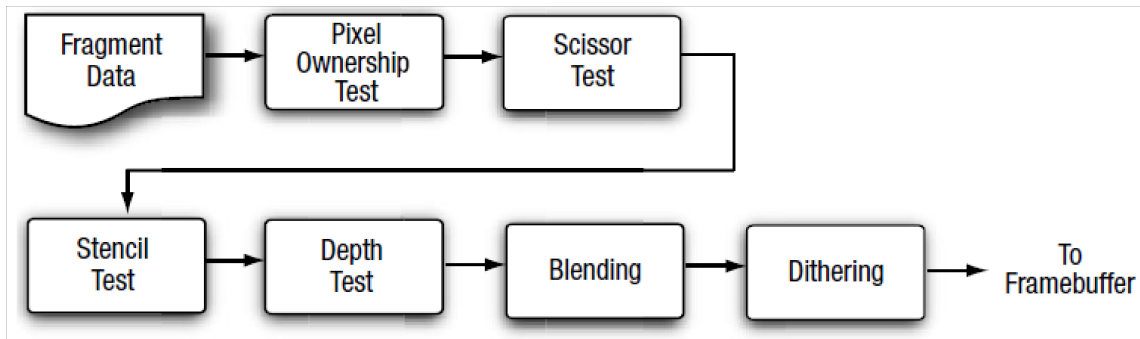 Fragment
Data
Pixel
Ownership
Test
Scissor
Test
Stencil
Test
Depth
Test
Blending
Dithering
To
Framebuffer